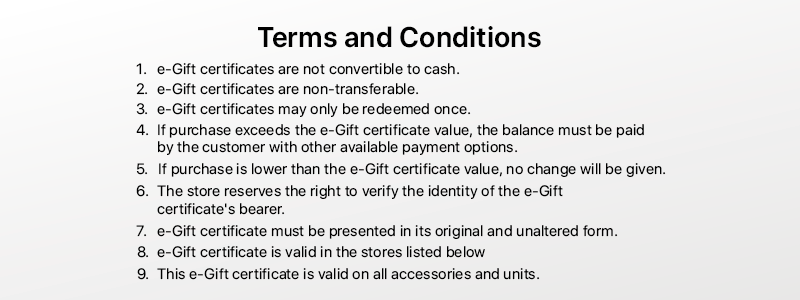 Terms and Conditions
1. e-Gift certificates are not convertible to cash.
2. e-Gift certificates are non-transferable.
3. e-Gift certificates may only be redeemed once.
4. If purchase exceeds the e-Gift certificate value, the balance must be paid
by the customer with other available payment options.
5. If purchase is lower than the e-Gift certificate value, no change will be given.
6. The store reserves the right to verify the identity of the e-Gift
certificate's bearer.
7. e-Gift certificate must be presented in its original and unaltered form.
8. e-Gift certificate is valid in the stores listed below
9. This e-Gift certificate is valid on all accessories and units.